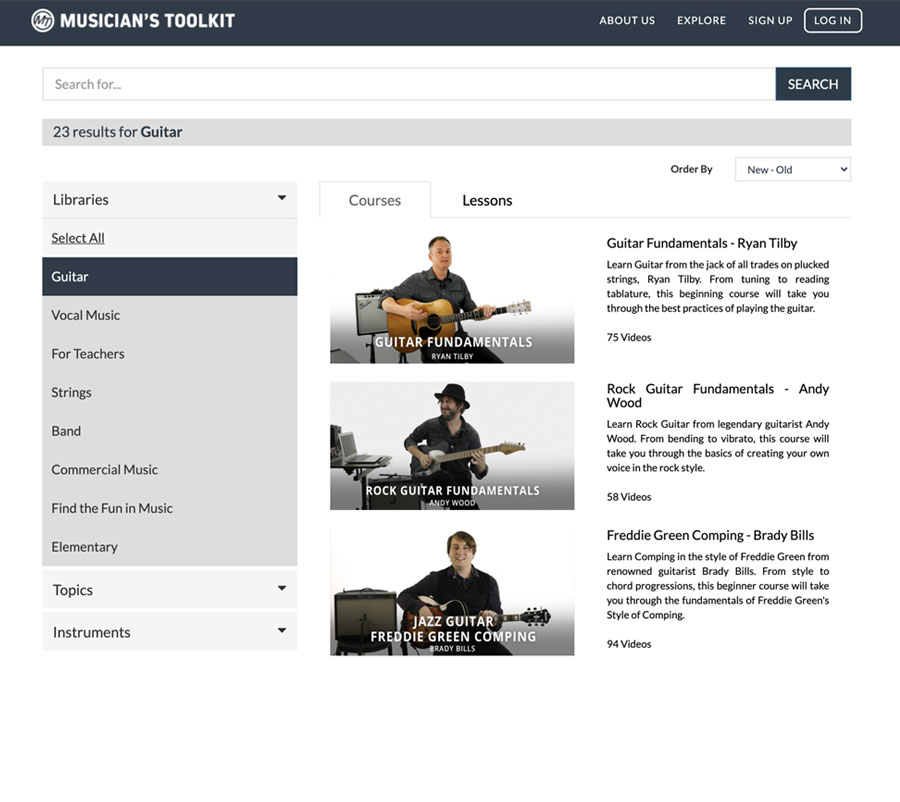 MUSICIAN'S TOOLKIT
ABOUT US
EXPLORE
SIGN UP
LOG IN
Search for...
SEARCH
23 results for Guitar
Order By
New - Old
Libraries
Select All
Guitar
Vocal Music
For Teachers
Strings
Band
Commercial Music
Find the Fun in Music
Elementary
Topics
Instruments
Courses
Lessons
GUITAR FUNDAMENTALS
RYAN TILBY
Guitar Fundamentals - Ryan Tilby
Learn Guitar from the jack of all trades on plucked
strings, Ryan Tilby. From tuning to reading
tablature, this beginning course will take you
through the best practices of playing the guitar.
75 Videos
ROCK GUITAR FUNDAMENTALS
ANDY WOOD
Rock Guitar Fundamentals - Andy
Wood
Learn Rock Guitar from legendary guitarist Andy
Wood. From bending to vibrato, this course will
take you through the basics of creating your own
voice in the rock style.
58 Videos
JAZZ GUITAR
FREDDIE GREEN COMPING
BRADY BILLS
Freddie Green Comping - Brady Bills
Learn Comping in the style of Freddie Green from
renowned guitarist Brady Bills. From style to
chord progressions, this beginner course will take
you through the fundamentals of Freddie Green's
Style of Comping.
94 Videos